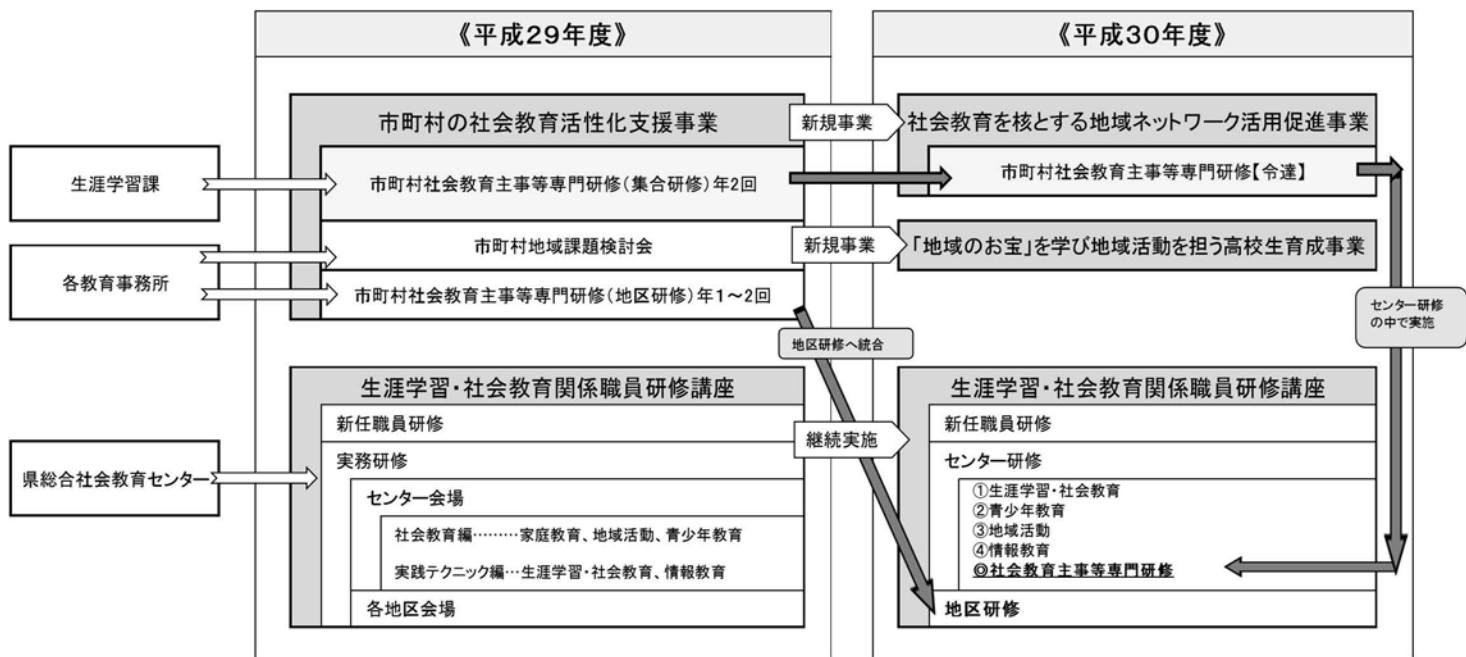 《平成29年度》
《平成30年度》
市町村の社会教育活性化支援事業
新規事業
社会教育を核とする地域ネットワーク活用促進事業
生涯学習課
市町村社会教育主事等専門研修(集合研修)年2回
市町村社会教育主事等専門研修【令達】
各教育事務所
市町村地域課題検討会
新規事業
「地域のお宝」を学び地域活動を担う高校生育成事業
市町村社会教育主事等専門研修(地区研修)年1~2回
地区研修へ統合
センター研修
の中で実施
県総合社会教育センター
生涯学習・社会教育関係職員研修講座
新任職員研修
実務研修
センター会場
社会教育編………家庭教育、地域活動、青少年教育
実践テクニック編…生涯学習・社会教育、情報教育
各地区会場
継続実施
生涯学習・社会教育関係職員研修講座
新任職員研修
センター研修
①生涯学習・社会教育
②青少年教育
③地域活動
④情報教育
◎社会教育主事等専門研修
地区研修